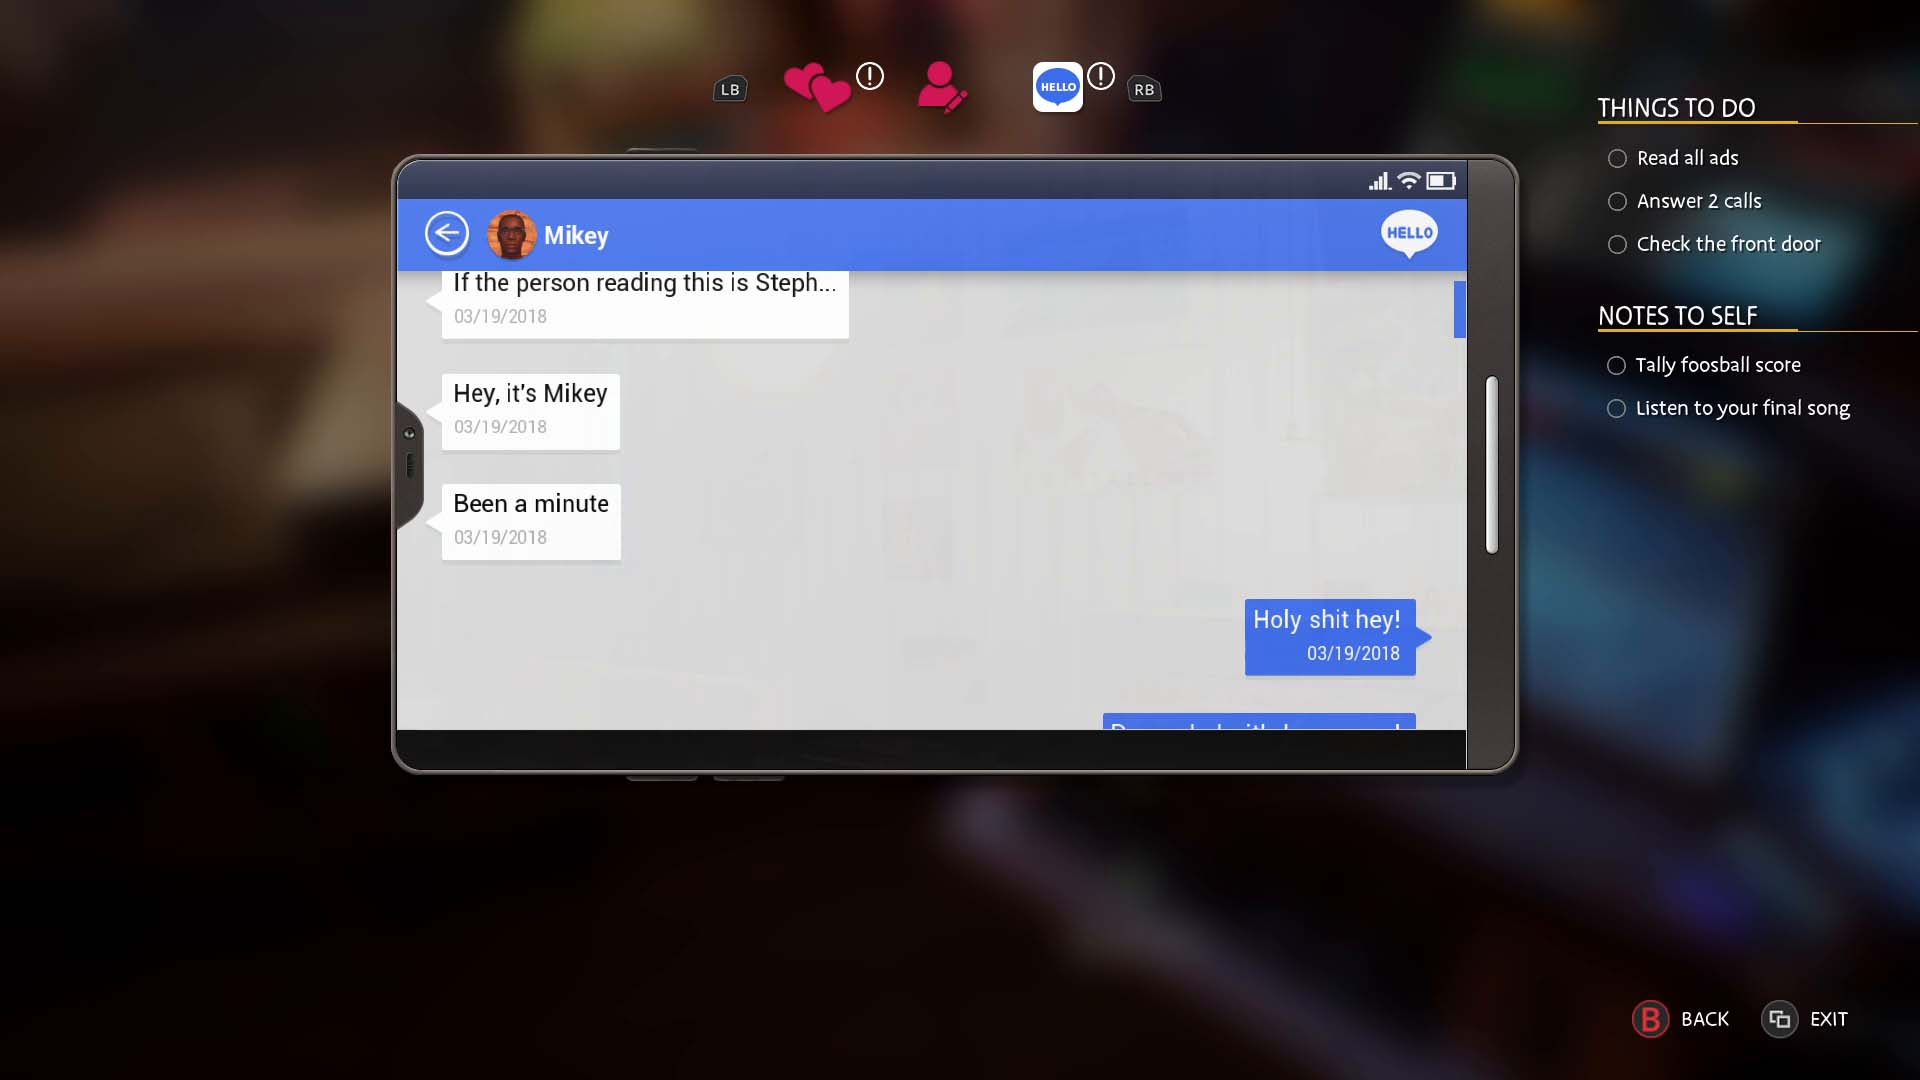 LB
!
HELLO
!
RB
THINGS TO DO
Read all ads
Answer 2 calls
Check the front door
NOTES TO SELF
Tally foosball score
Listen to your final song
Mikey
HELLO
If the person reading this is Steph...
03/19/2018
Hey, it's Mikey
03/19/2018
Been a minute
03/19/2018
Holy shit hey!
03/19/2018
B BACK
EXIT